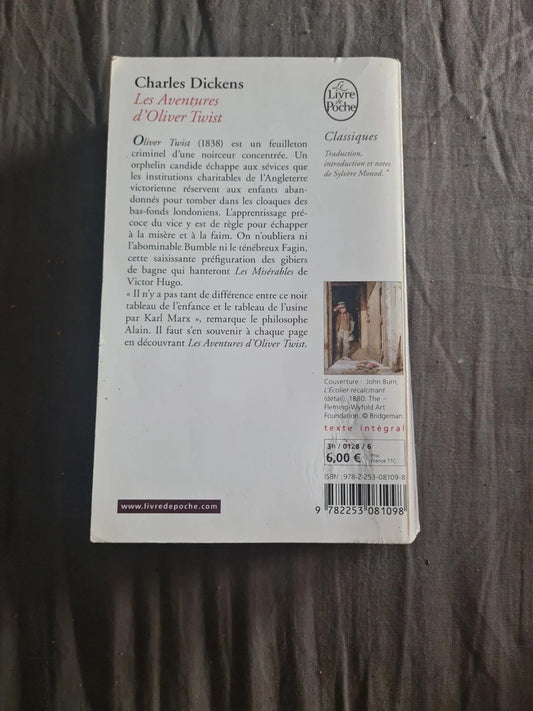 Charles Dickens
Les Aventures
d'Oliver Twist
Oliver Twist (1838) est un feuilleton
criminel d'une noirceur concentrée. Un
orphelin candide échappe aux sévices que
les institutions charitables de l'Angleterre
victorienne réservent aux enfants aban-
donnés pour tomber dans les cloaques des
bas-fonds londoniens. L'apprentissage pré-
coce du vice y est de règle pour échapper
à la misère et à la faim. On n'oubliera ni
l'abominable Bumble ni le ténébreux Fagin,
cette saisissante préfiguration des gibiers
de bagne qui hanteront Les Misérables de
Victor Hugo.
« Il n'y a pas tant de différence entre ce noir
tableau de l'enfance et le tableau de l'usine
par Karl Marx », remarque le philosophe
Alain. Il faut s'en souvenir à chaque page
en découvrant Les Aventures d'Oliver Twist.
www.livredepoche.com
Le
Livre
de
Poche
Classiques
Traduction,
introduction et notes
de Sylvère Monod.
Couverture : John Burn,
L'Écolier récalcitrant
(détail), 1880. The
Fleming-Wyfold Art
Foundation. © Bridgeman.
texte intégral
30 / 0128 / 6
6,00 € Prix
France TTC
ISBN : 978-2-253-08109-8
9 782253 081098